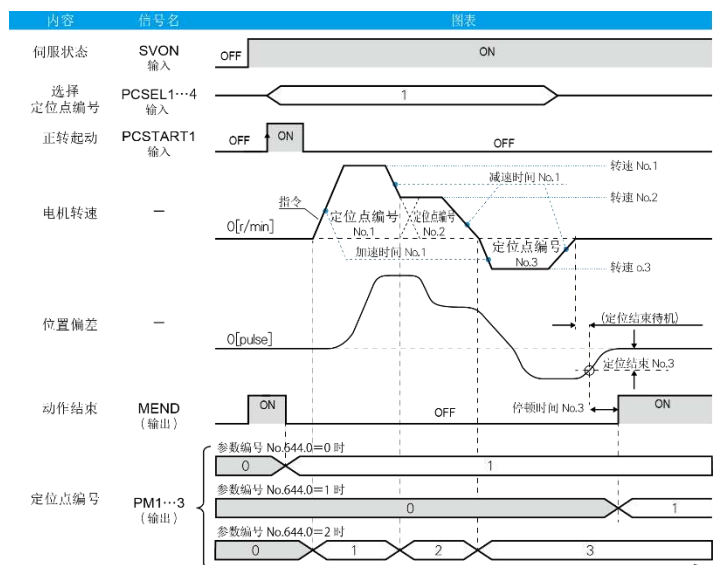 内容 信号名 图表
伺服状态 SVON 输入 OFF ON
选择 定位点编号 PCSEL1…4 输入 1
正转起动 PCSTART1 输入 OFF ON OFF
转速 No.1
减速时间 No.1
指令
转速 No.2
电机转速 － 0[r/min] 定位点编号 No.1 定位点编号 No.2
定位点编号 No.3
加速时间 No.1
转速 o.3
(定位结束待机)
位置偏差 － 0[pulse]
定位结束 No.3
动作结束 MEND (输出) ON OFF 停顿时间 No.3 ON
参数编号 No.644.0＝0 时
0 1
参数编号 No.644.0＝1 时
定位点编号 PM1…3 (输出) 0 1
参数编号 No.644.0＝2 时
0 1 2 3